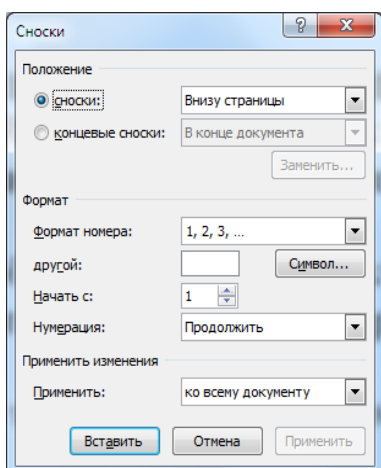 Сноски
Положение
сноски: Внизу страницы
концевые сноски: В конце документа
Заменить...
Формат
Формат номера: 1, 2, 3, ...
другой: Символ...
Начать с: 1
Нумерация: Продолжить
Применить изменения
Применить: ко всему документу
Вставить Отмена Применить